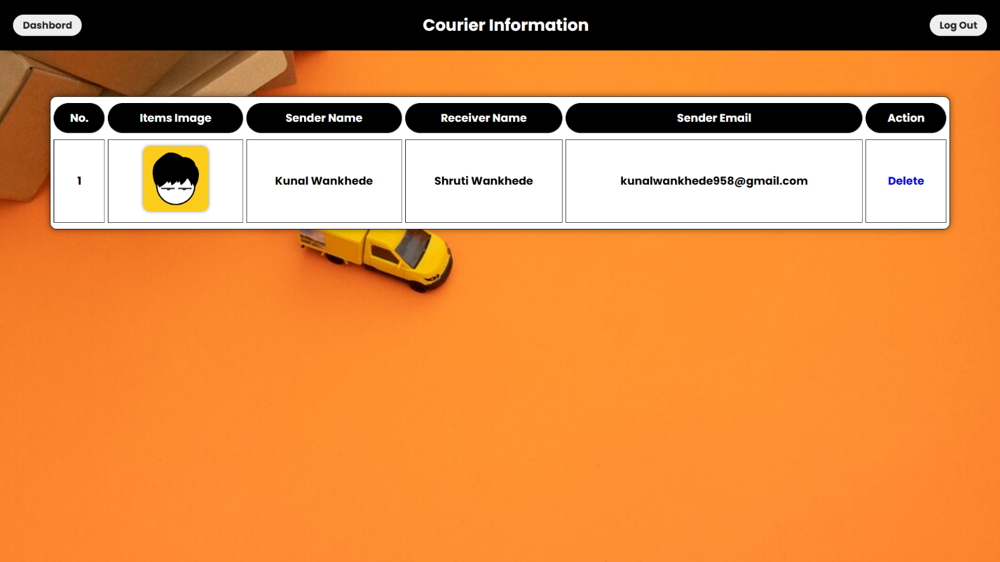 Dashbord
Courier Information
Log Out
No. Items Image Sender Name Receiver Name Sender Email Action
1 Kunal Wankhede Shruti Wankhede kunalwankhede958@gmail.com Delete